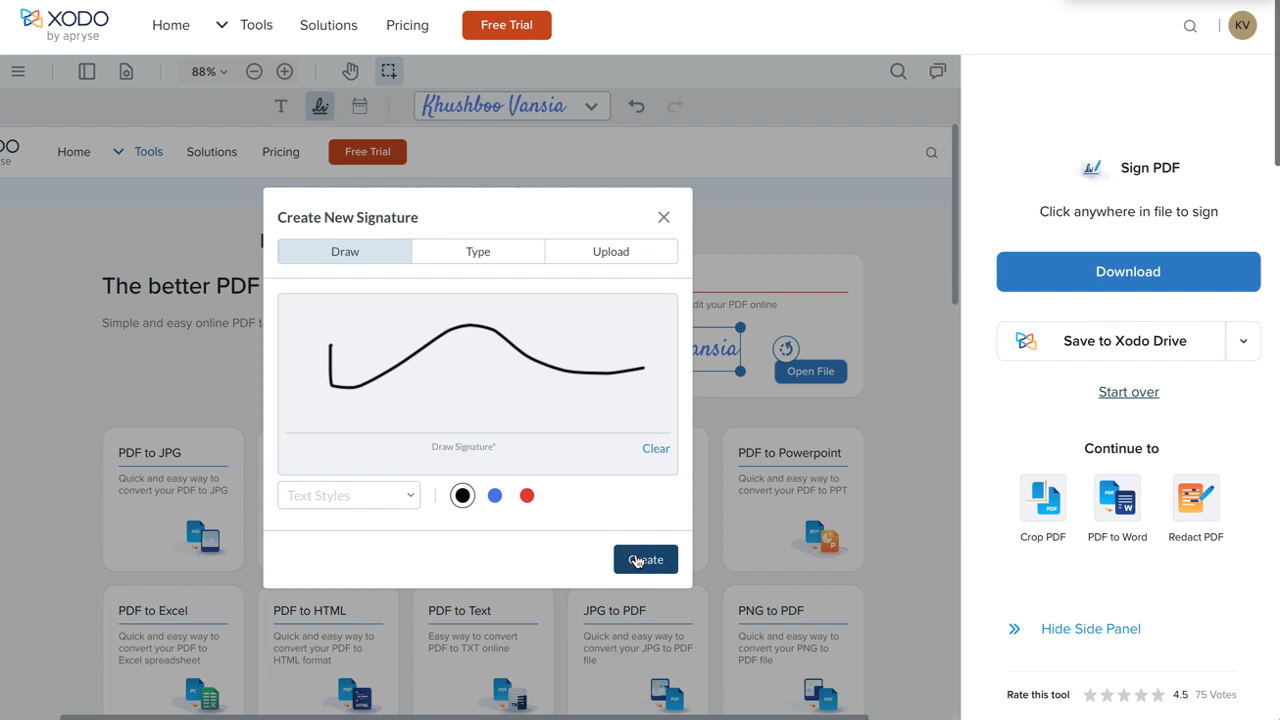 XODO
by apryse
Home
Tools
Solutions
Pricing
Free Trial
KV
88%
T
Khushboo Vansia
Home
Tools
Solutions
Pricing
Free Trial
Create New Signature
Draw
Type
Upload
Draw Signature*
Clear
Text Styles
Create
The better PDF
Simple and easy online PDF
dit your PDF online
ansia
Open File
PDF to JPG
Quick and easy way to
convert your PDF to JPG
PDF to Powerpoint
Quick and easy way to
convert your PDF to PPT
PDF to Excel
Quick and easy way to
convert your PDF to
Excel spreadsheet
PDF to HTML
Quick and easy way to
convert your PDF to
HTML format
PDF to Text
Easy way to convert
PDF to TXT online
JPG to PDF
Quick and easy way to
convert your JPG to PDF
file
PNG to PDF
Quick and easy way to
convert your PNG to
PDF file
Sign PDF
Click anywhere in file to sign
Download
Save to Xodo Drive
Start over
Continue to
Crop PDF
PDF to Word
Redact PDF
Hide Side Panel
Rate this tool
4.5
75 Votes